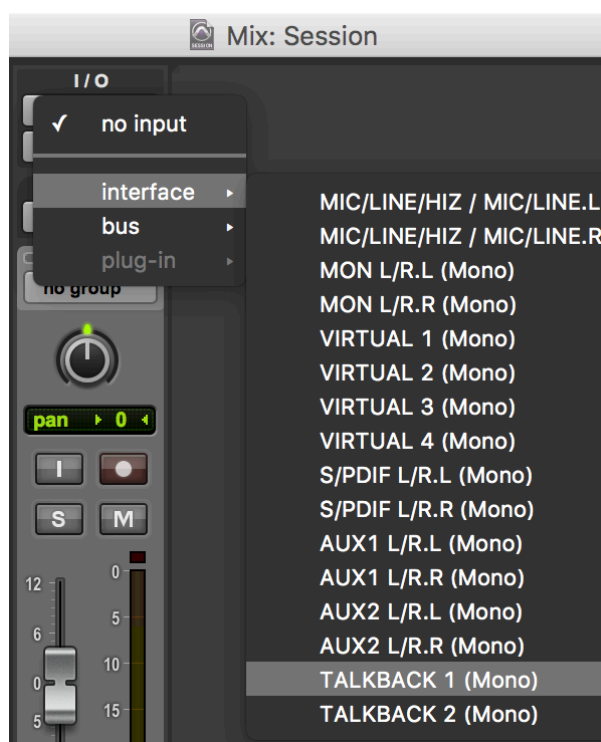 SESSION
Mix: Session
I/O
✓ no input
interface
bus
plug-in
no group
MIC/LINE/HIZ / MIC/LINE.L
MIC/LINE/HIZ / MIC/LINE.R
MON L/R.L (Mono)
MON L/R.R (Mono)
VIRTUAL 1 (Mono)
VIRTUAL 2 (Mono)
VIRTUAL 3 (Mono)
VIRTUAL 4 (Mono)
S/PDIF L/R.L (Mono)
S/PDIF L/R.R (Mono)
AUX1 L/R.L (Mono)
AUX1 L/R.R (Mono)
AUX2 L/R.L (Mono)
AUX2 L/R.R (Mono)
TALKBACK 1 (Mono)
TALKBACK 2 (Mono)
pan 0
I
S M
12 0
6 5
0 10
5 15